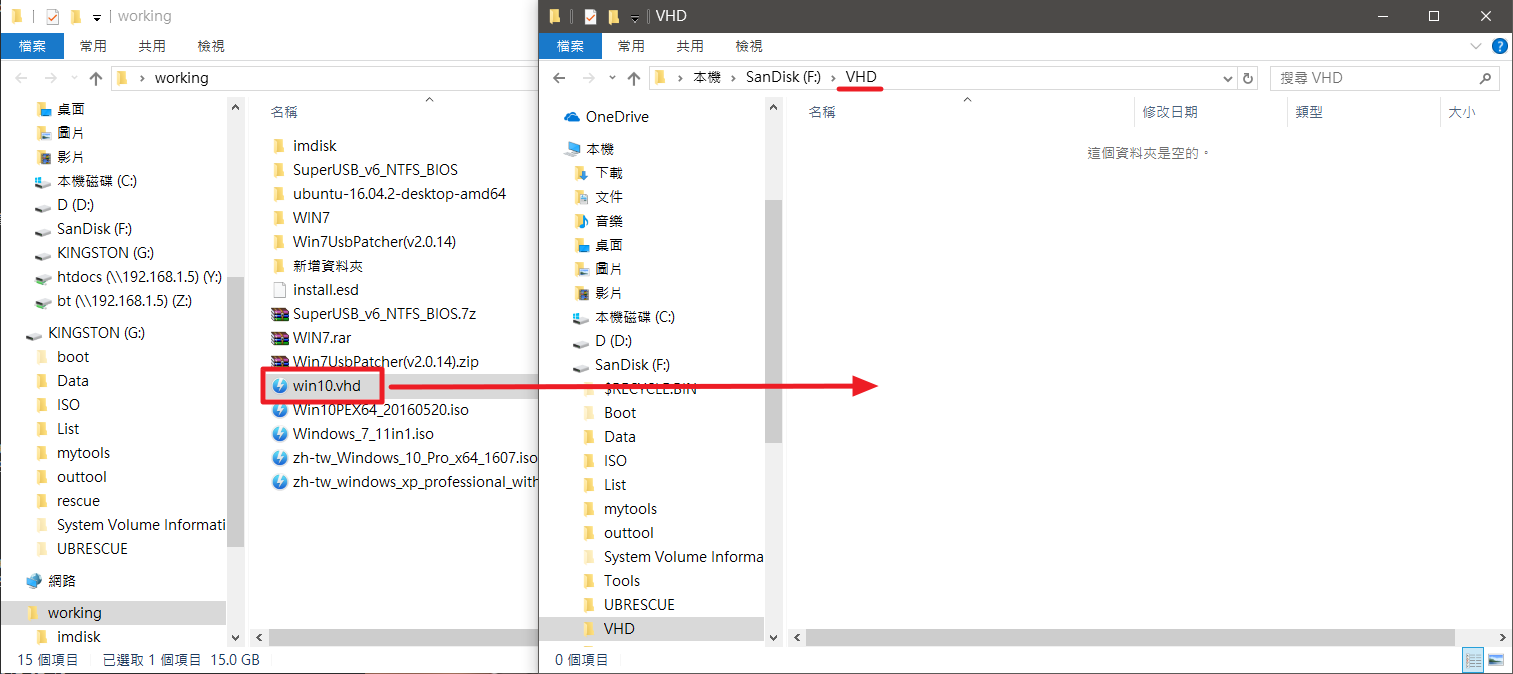 working
檔案 常用 共用 檢視
working
桌面
圖片
影片
本機磁碟 (C:)
D (D:)
SanDisk (F:)
KINGSTON (G:)
htdocs (\\192.168.1.5) (Y:)
bt (\\192.168.1.5) (Z:)
KINGSTON (G:)
boot
Data
ISO
List
mytools
outtool
rescue
System Volume Informati
UBRESCUE
網路
working
imdisk
名稱
imdisk
SuperUSB_v6_NTFS_BIOS
ubuntu-16.04.2-desktop-amd64
WIN7
Win7UsbPatcher(v2.0.14)
新增資料夾
install.esd
SuperUSB_v6_NTFS_BIOS.7z
WIN7.rar
Win7UsbPatcher(v2.0.14).zip
win10.vhd
Win10PEX64_20160520.iso
Windows_7_11in1.iso
zh-tw_Windows_10_Pro_x64_1607.iso
zh-tw_windows_xp_professional_with
15 個項目 已選取 1 個項目 15.0 GB
VHD
檔案 常用 共用 檢視
本機 SanDisk (F:) VHD
搜尋 VHD
OneDrive
本機
下載
文件
音樂
桌面
圖片
影片
本機磁碟 (C:)
D (D:)
SanDisk (F:)
$RECYCLE.BIN
Boot
Data
ISO
List
mytools
outtool
System Volume Informa
Tools
UBRESCUE
VHD
名稱 修改日期 類型 大小
這個資料夾是空的。
0 個項目